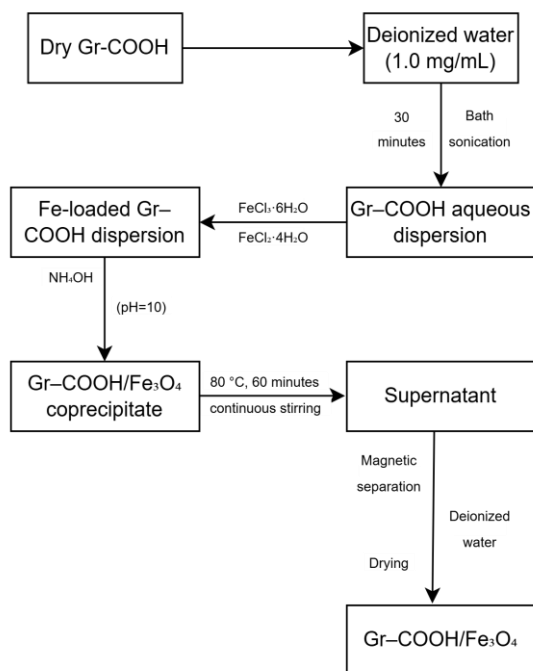 Dry Gr-COOH
Deionized water
(1.0 mg/mL)
30
minutes
Bath
sonication
Gr–COOH aqueous
dispersion
FeCl₃·6H₂O
FeCl₂·4H₂O
Fe-loaded Gr–
COOH dispersion
NH₄OH
(pH=10)
Gr–COOH/Fe₃O₄
coprecipitate
80 °C, 60 minutes
continuous stirring
Supernatant
Magnetic
separation
Deionized
water
Drying
Gr–COOH/Fe₃O₄